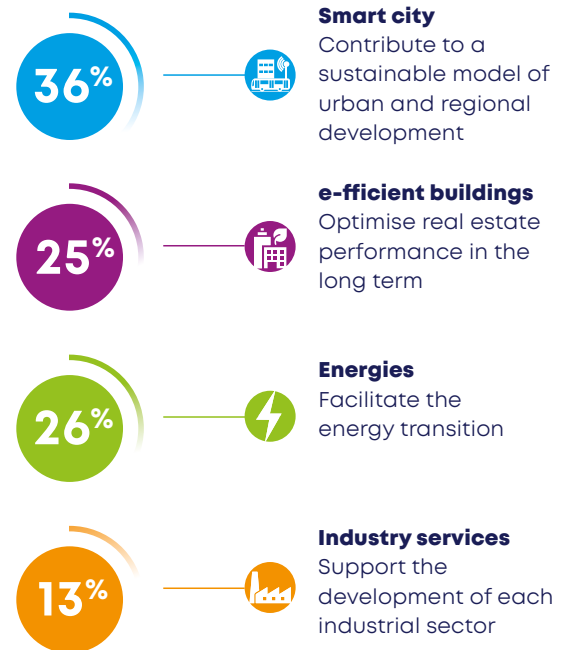 Smart city
36%
Contribute to a
sustainable model of
urban and regional
development
e-fficient buildings
25%
Optimise real estate
performance in the
long term
Energies
26%
Facilitate the
energy transition
Industry services
13%
Support the
development of each
industrial sector